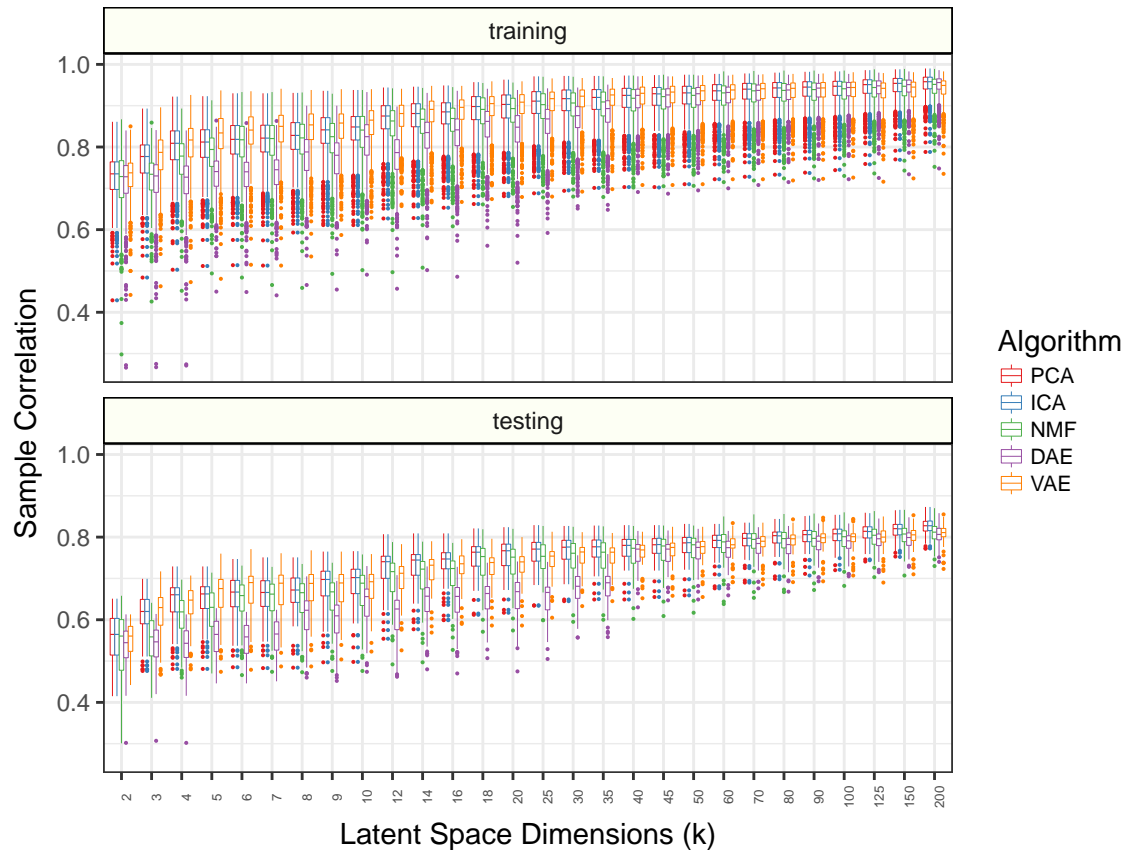 training
1.0
0.8
0.6
0.4
testing
1.0
0.8
0.6
0.4
Sample Correlation
2 3 4 5 6 7 8 9 10 12 14 16 18 20 25 30 35 40 45 50 60 70 80 90 100 125 150 200
Latent Space Dimensions (k)
Algorithm
PCA
ICA
NMF
DAE
VAE